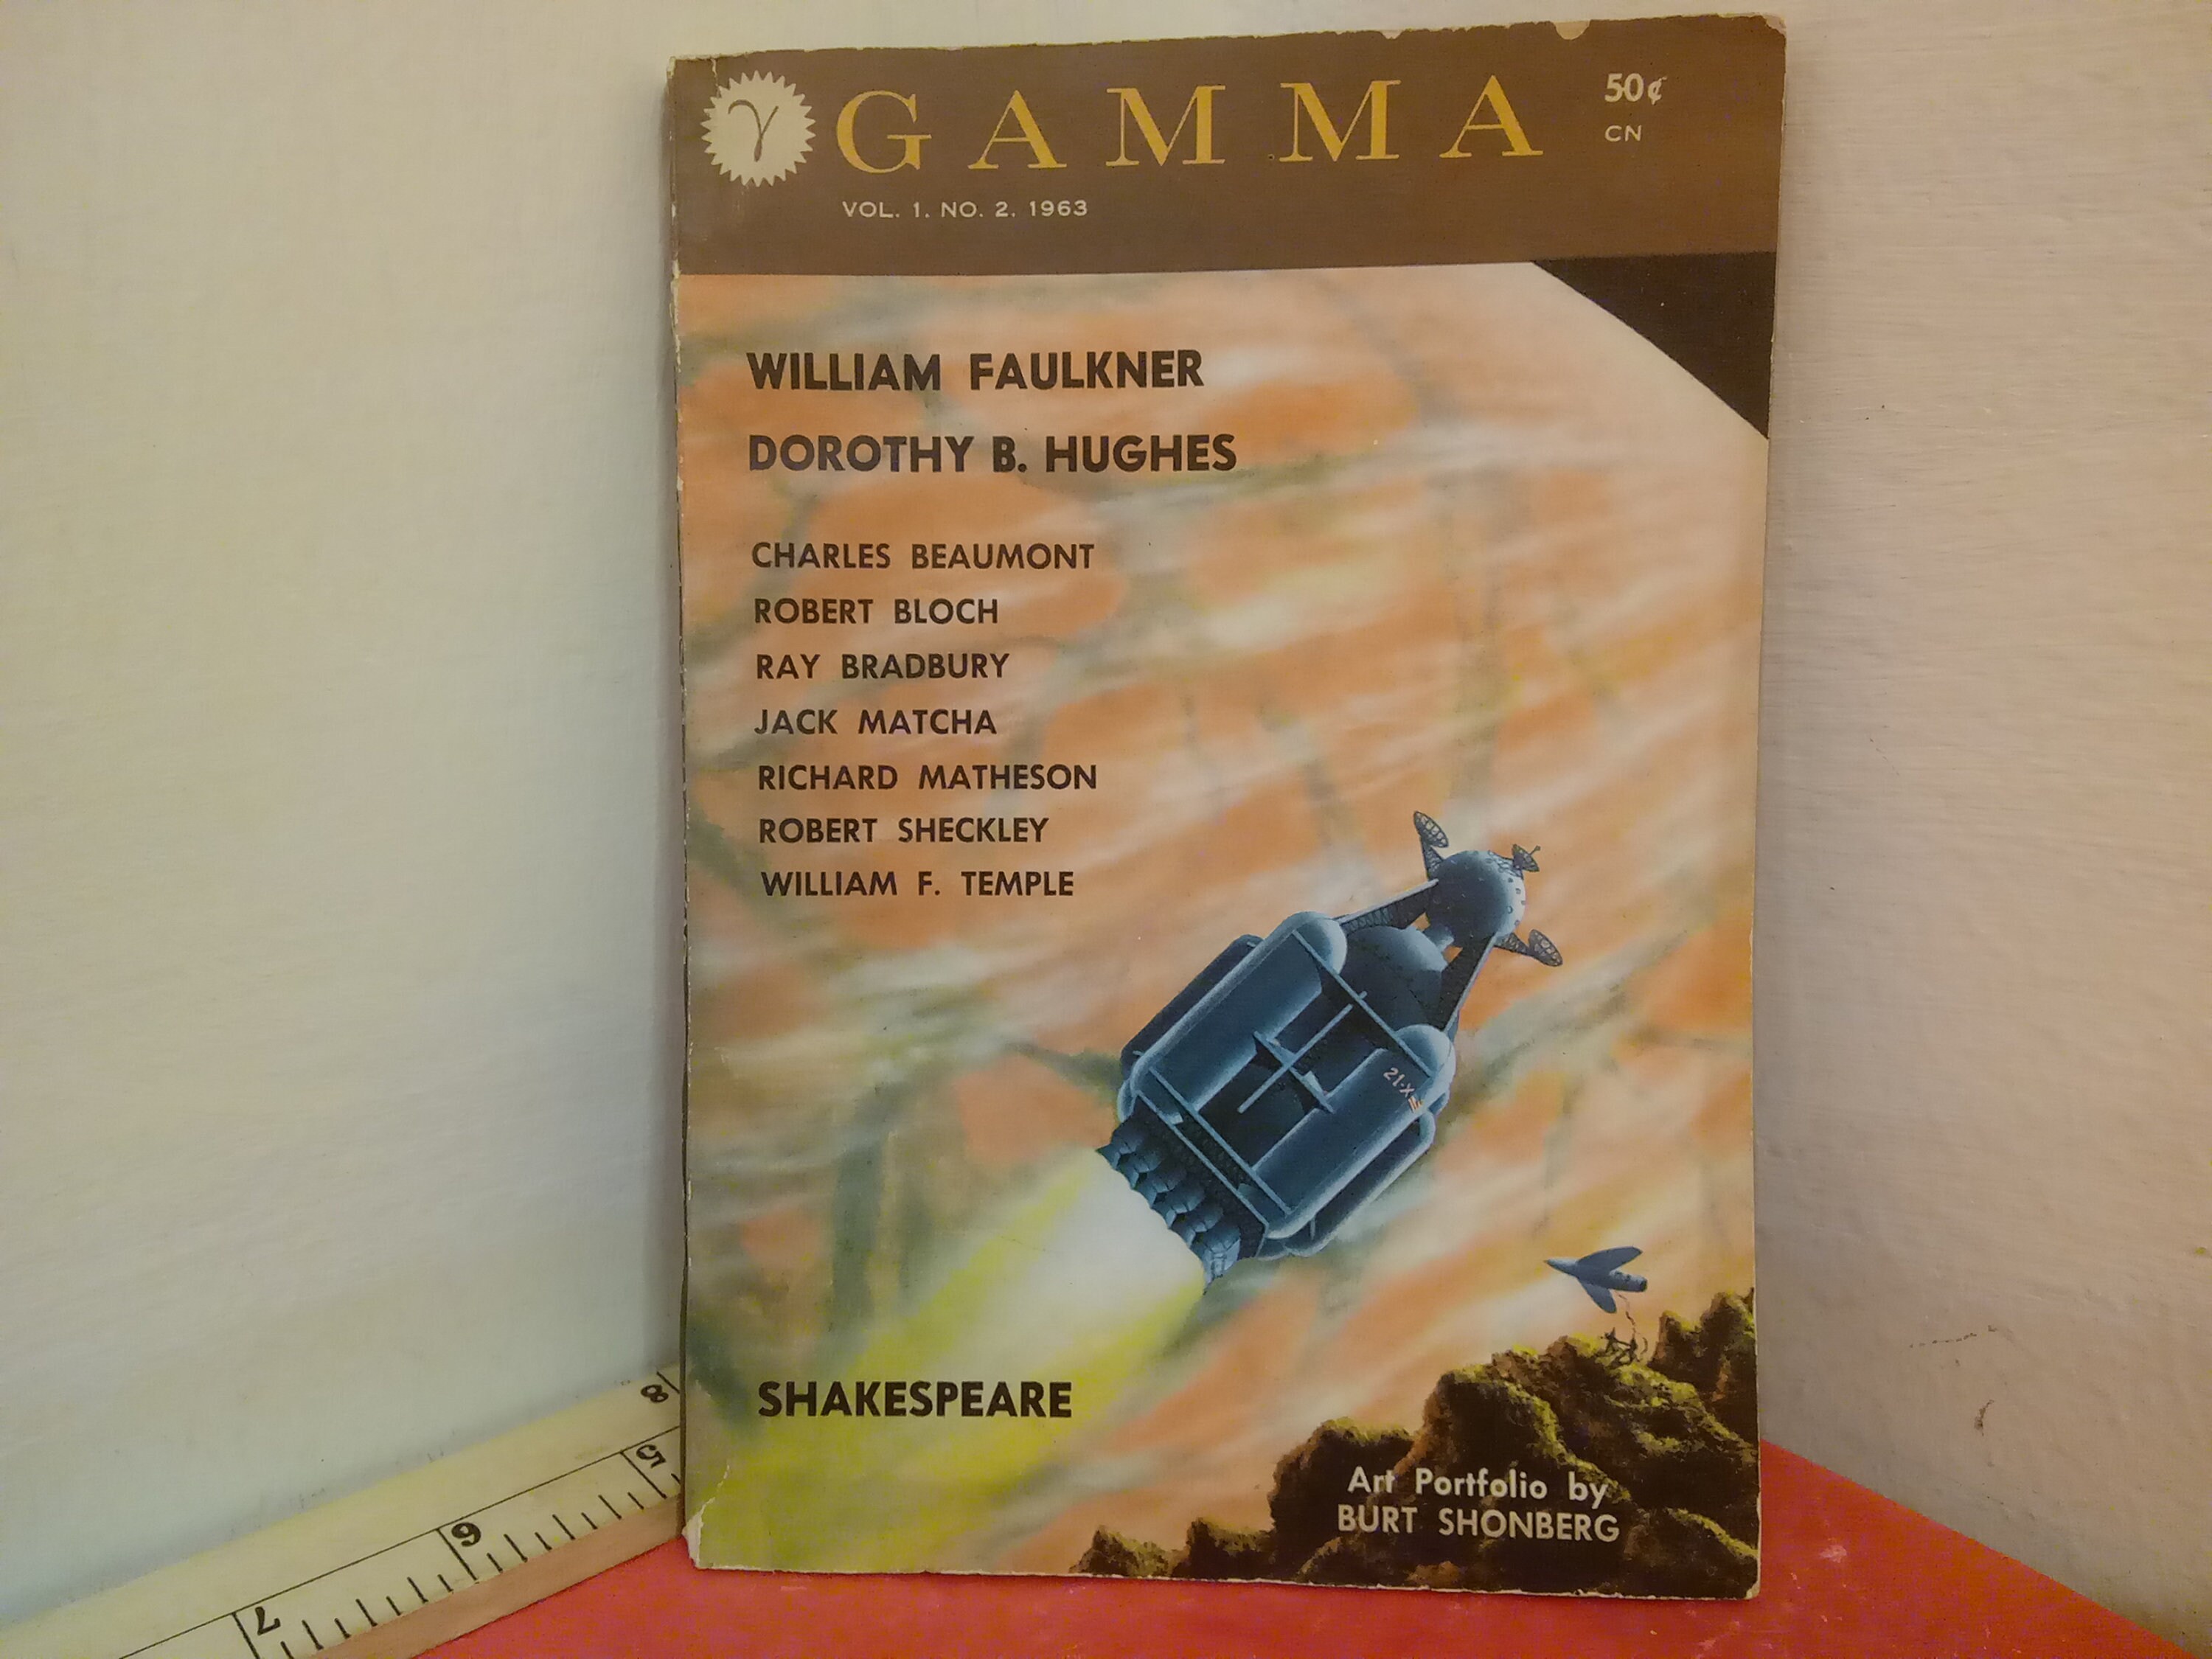 γ GAMMA
50¢
CN
VOL. 1. NO. 2. 1963
WILLIAM FAULKNER
DOROTHY B. HUGHES
CHARLES BEAUMONT
ROBERT BLOCH
RAY BRADBURY
JACK MATCHA
RICHARD MATHESON
ROBERT SHECKLEY
WILLIAM F. TEMPLE
21-X
SHAKESPEARE
Art Portfolio by
BURT SHONBERG
8
5
6
7